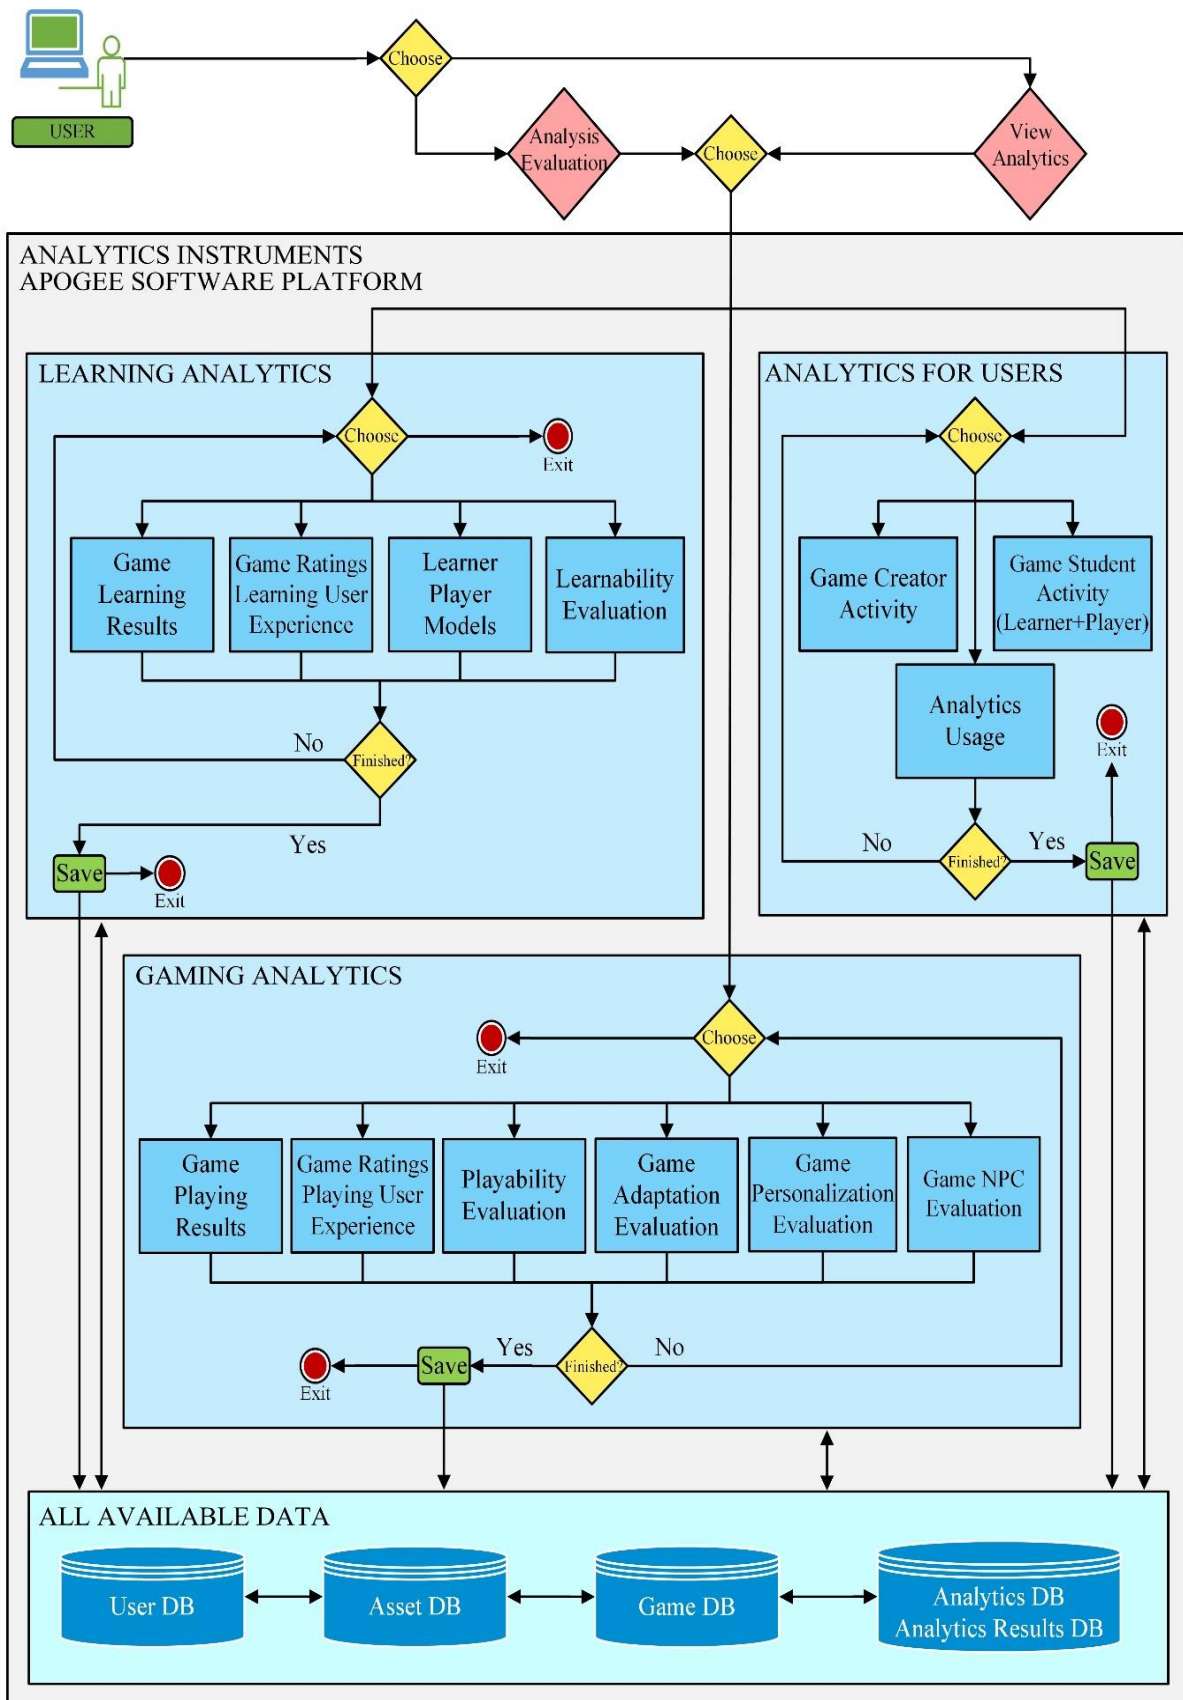 Choose
USER
Analysis
Evaluation
Choose
View
Analytics
ANALYTICS INSTRUMENTS
APOGEE SOFTWARE PLATFORM
LEARNING ANALYTICS
Choose
Exit
Game
Learning
Results
Game Ratings
Learning User
Experience
Learner
Player
Models
Learnability
Evaluation
No
Finished?
Yes
Save
Exit
ANALYTICS FOR USERS
Choose
Game Creator
Activity
Game Student
Activity
(Learner+Player)
Analytics
Usage
Exit
No
Finished?
Yes
Save
GAMING ANALYTICS
Choose
Exit
Game
Playing
Results
Game Ratings
Playing User
Experience
Playability
Evaluation
Game
Adaptation
Evaluation
Game
Personalization
Evaluation
Game NPC
Evaluation
Exit
Save
Yes
Finished?
No
ALL AVAILABLE DATA
User DB
Asset DB
Game DB
Analytics DB
Analytics Results DB